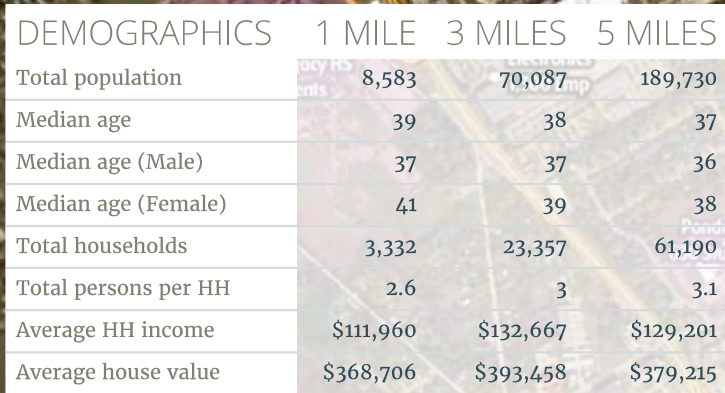 DEMOGRAPHICS 1 MILE 3 MILES 5 MILES
Total population 8,583 70,087 189,730
Median age 39 38 37
Median age (Male) 37 37 36
Median age (Female) 41 39 38
Total households 3,332 23,357 61,190
Total persons per HH 2.6 3 3.1
Average HH income $111,960 $132,667 $129,201
Average house value $368,706 $393,458 $379,215